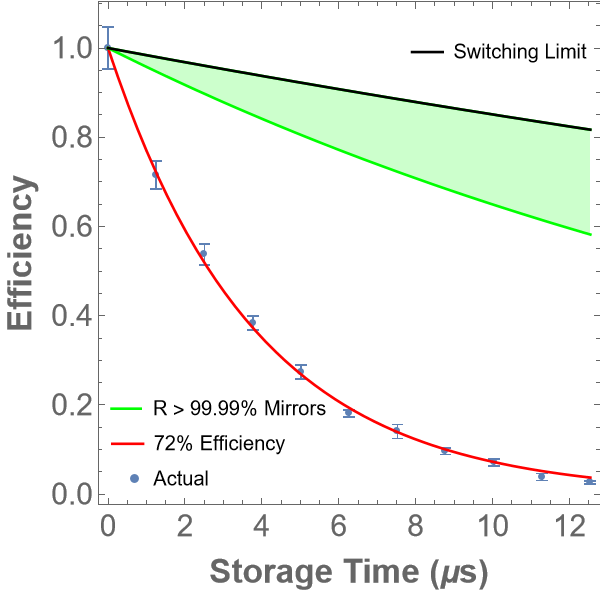 Efficiency
1.0
0.8
0.6
0.4
0.2
0.0
Switching Limit
R > 99.99% Mirrors
72% Efficiency
Actual
0 2 4 6 8 10 12
Storage Time (μs)